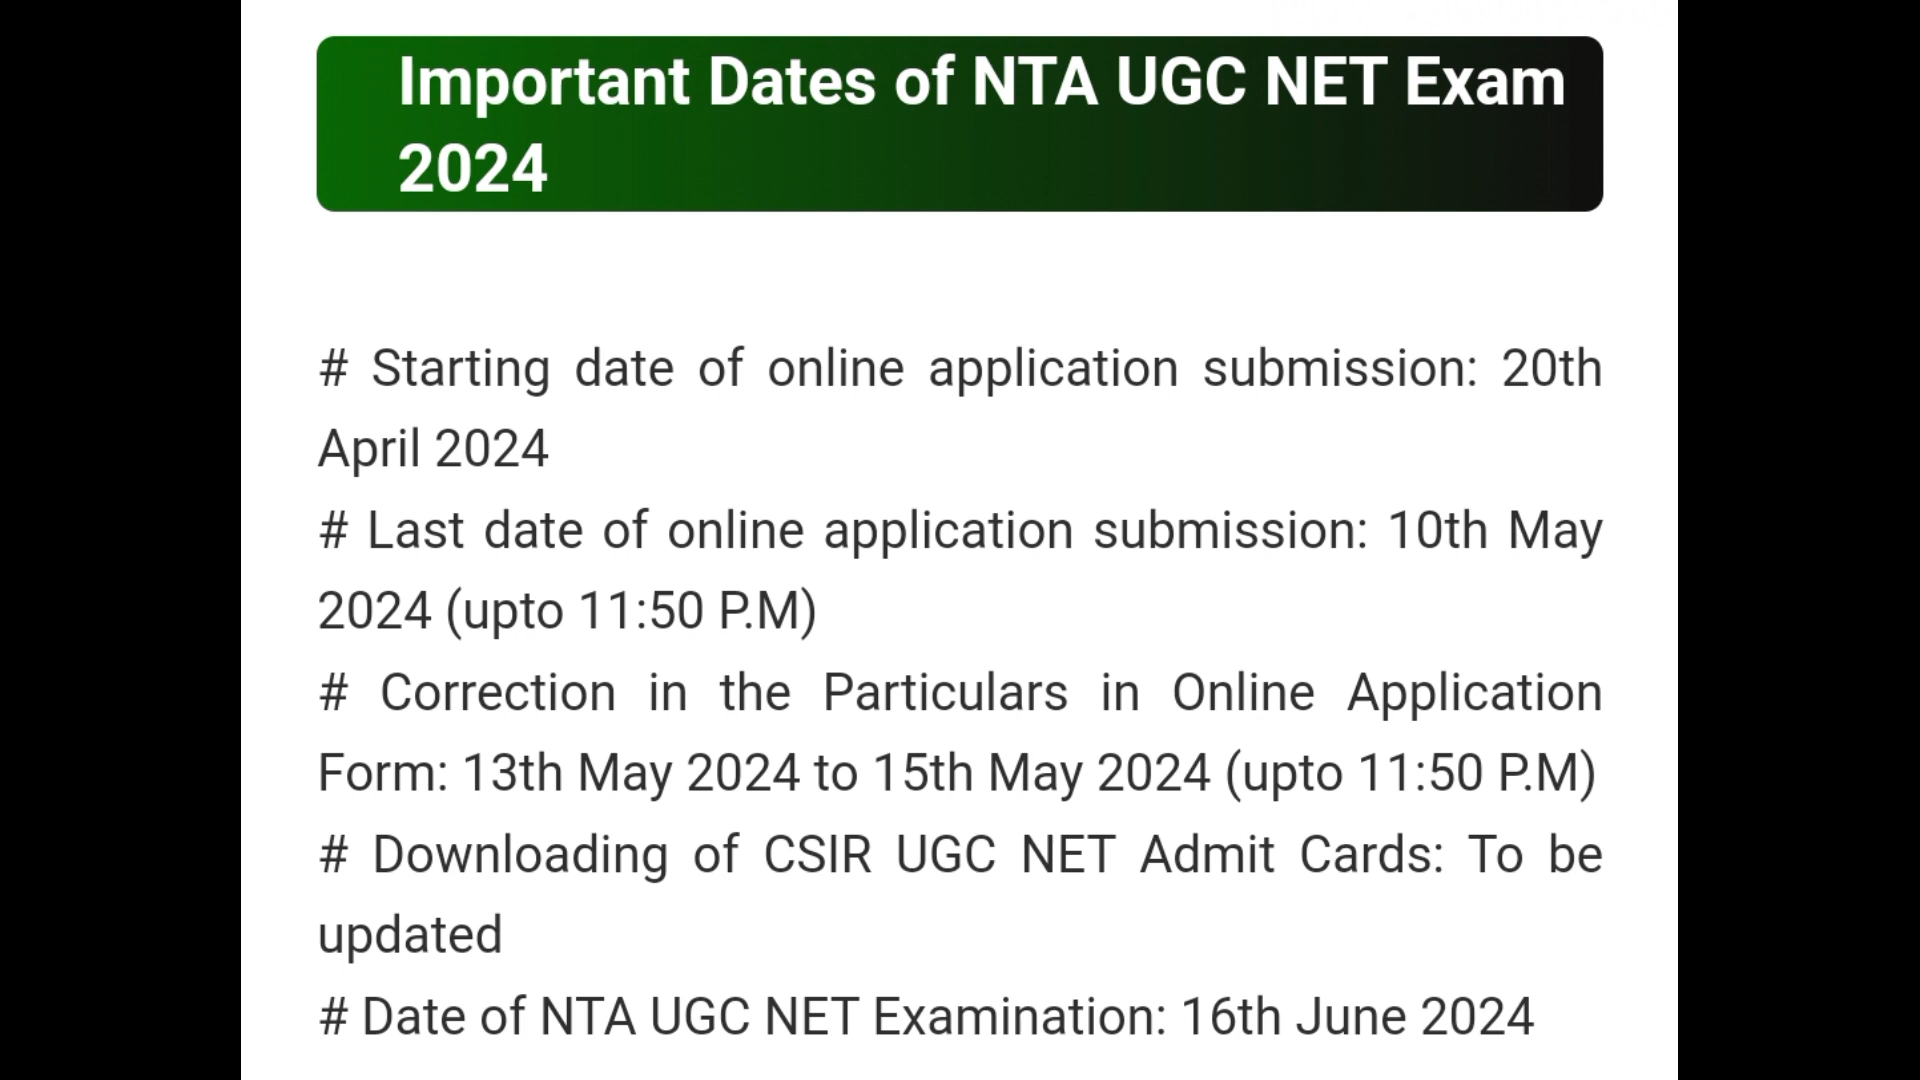 Important Dates of NTA UGC NET Exam
2024
# Starting date of online application submission: 20th
April 2024
# Last date of online application submission: 10th May
2024 (upto 11:50 P.M)
# Correction in the Particulars in Online Application
Form: 13th May 2024 to 15th May 2024 (upto 11:50 P.M)
# Downloading of CSIR UGC NET Admit Cards: To be
updated
# Date of NTA UGC NET Examination: 16th June 2024